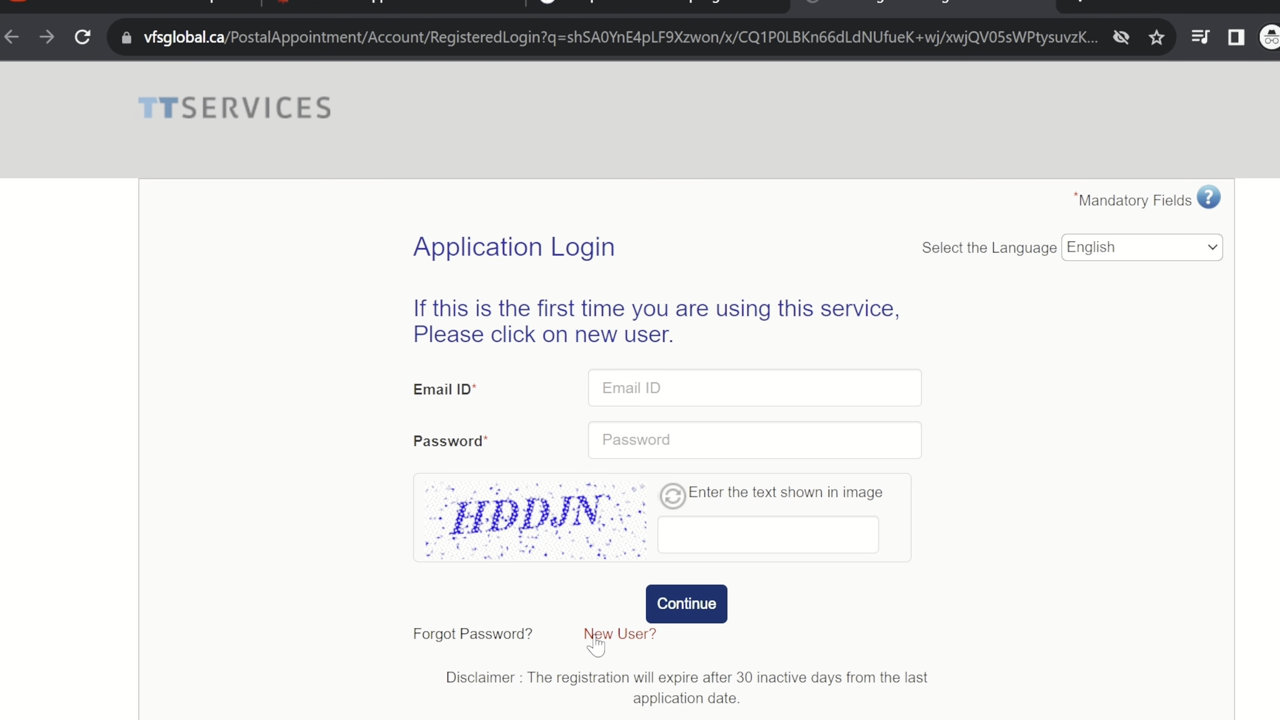 vfsglobal.ca/PostalAppointment/Account/RegisteredLogin?q=shSA0YnE4pLF9Xzwon/x/CQ1P0LBKn66dLdNUfueK+wj/xwjQV05sWPtysuvzK...
TTSERVICES
*Mandatory Fields ?
Application Login
Select the Language English
If this is the first time you are using this service,
Please click on new user.
Email ID* Email ID
Password* Password
HDDJN
Enter the text shown in image
Continue
Forgot Password? New User?
Disclaimer : The registration will expire after 30 inactive days from the last
application date.